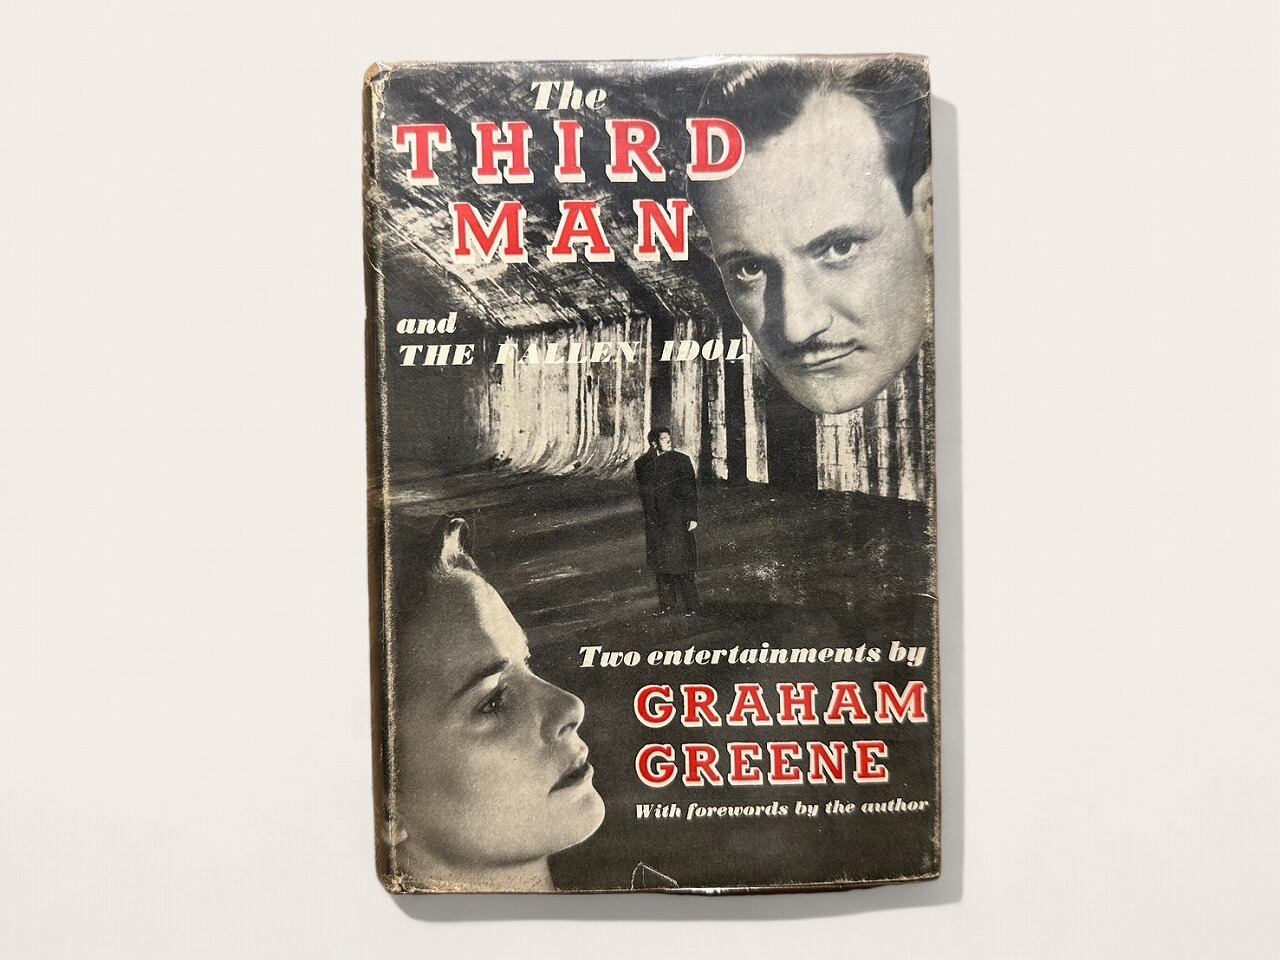 The
THIRD
MAN
and
THE FALLEN IDOL
Two entertainments by
GRAHAM
GREENE
With forewords by the author